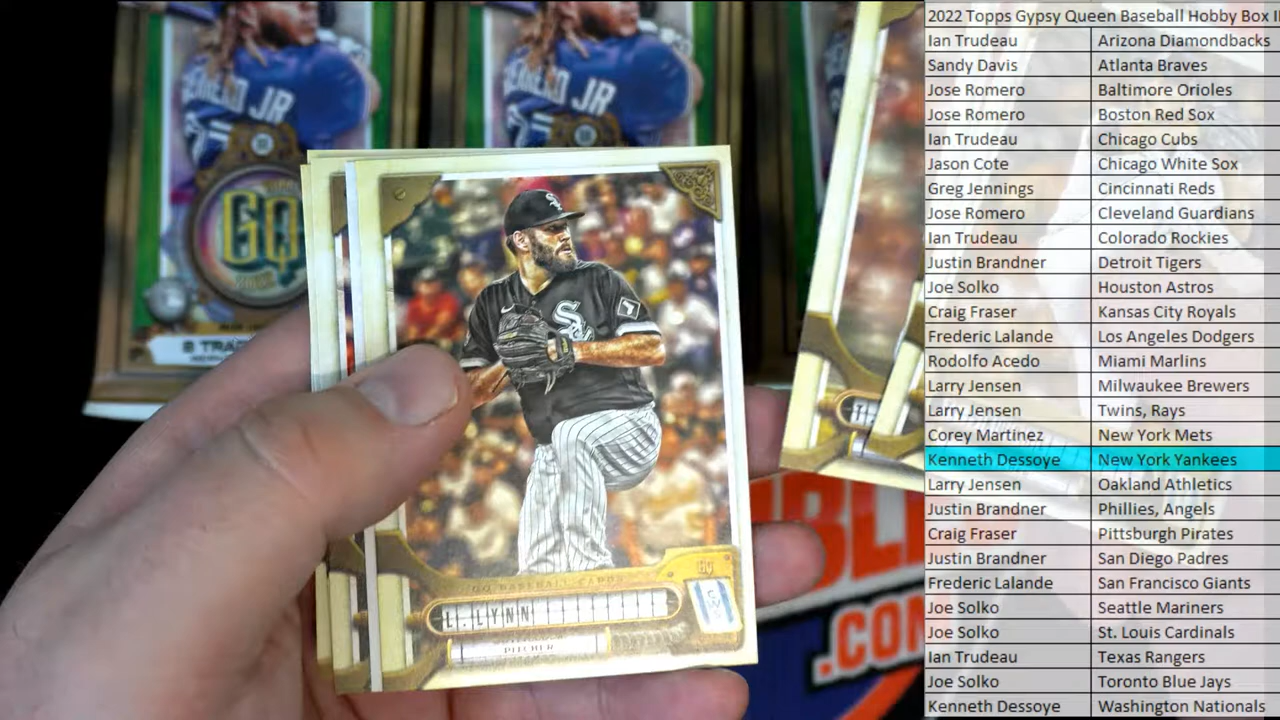 2022 Topps Gypsy Queen Baseball Hobby Box
Ian Trudeau Arizona Diamondbacks
Sandy Davis Atlanta Braves
Jose Romero Baltimore Orioles
Jose Romero Boston Red Sox
Ian Trudeau Chicago Cubs
Jason Cote Chicago White Sox
Greg Jennings Cincinnati Reds
Jose Romero Cleveland Guardians
Ian Trudeau Colorado Rockies
Justin Brandner Detroit Tigers
Joe Solko Houston Astros
Craig Fraser Kansas City Royals
Frederic Lalande Los Angeles Dodgers
Rodolfo Acedo Miami Marlins
Larry Jensen Milwaukee Brewers
Larry Jensen Twins, Rays
Corey Martinez New York Mets
Kenneth Dessoye New York Yankees
Larry Jensen Oakland Athletics
Justin Brandner Phillies, Angels
Craig Fraser Pittsburgh Pirates
Justin Brandner San Diego Padres
Frederic Lalande San Francisco Giants
Joe Solko Seattle Mariners
Joe Solko St. Louis Cardinals
Ian Trudeau Texas Rangers
Joe Solko Toronto Blue Jays
Kenneth Dessoye Washington Nationals
JR
JR
GQ
GQ BASEBALL CARDS
L. LYNN
PITCHER
.COM